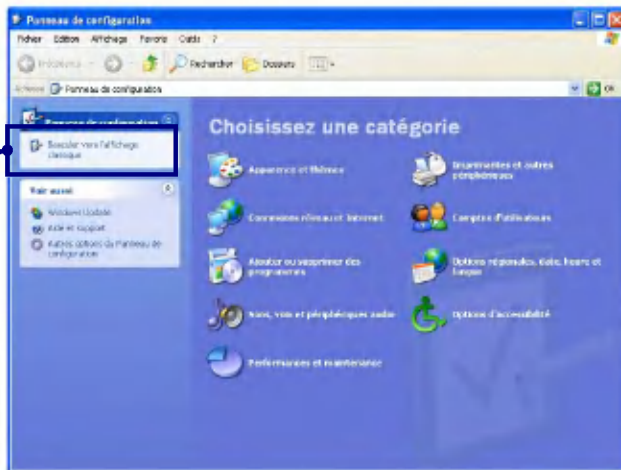 Panneau de configuration
Fichier Edition Affichage Favoris Outils ?
Précédente Rechercher Dossiers
Adresse Panneau de configuration OK
Panneau de configuration
Basculer vers l'affichage
classique
Voir aussi
Windows Update
Aide et support
Autres options du Panneau de
configuration
Choisissez une catégorie
Apparence et thèmes
Imprimantes et autres
périphériques
Connexions réseau et Internet
Comptes d'utilisateurs
Ajouter ou supprimer des
programmes
Options régionales, date, heure et
langue
Sons, voix et périphériques audio
Options d'accessibilité
Performances et maintenance